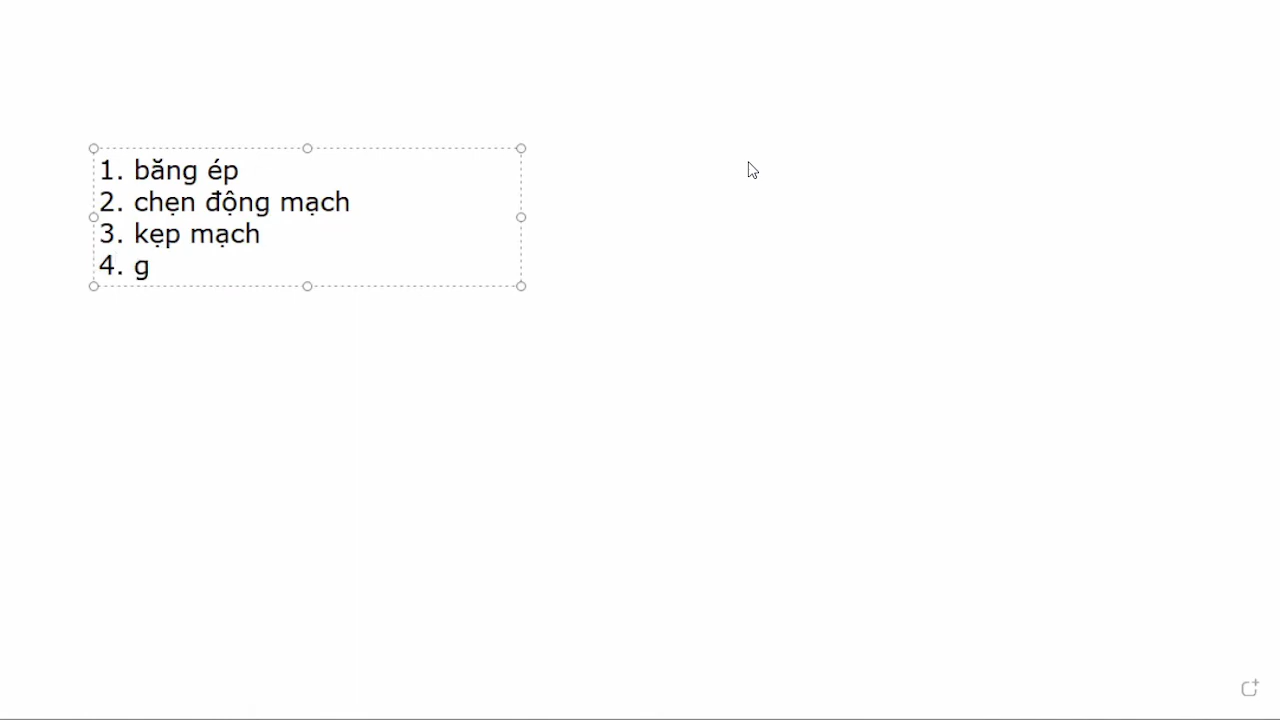 1. băng ép
2. chẹn động mạch
3. kẹp mạch
4. g